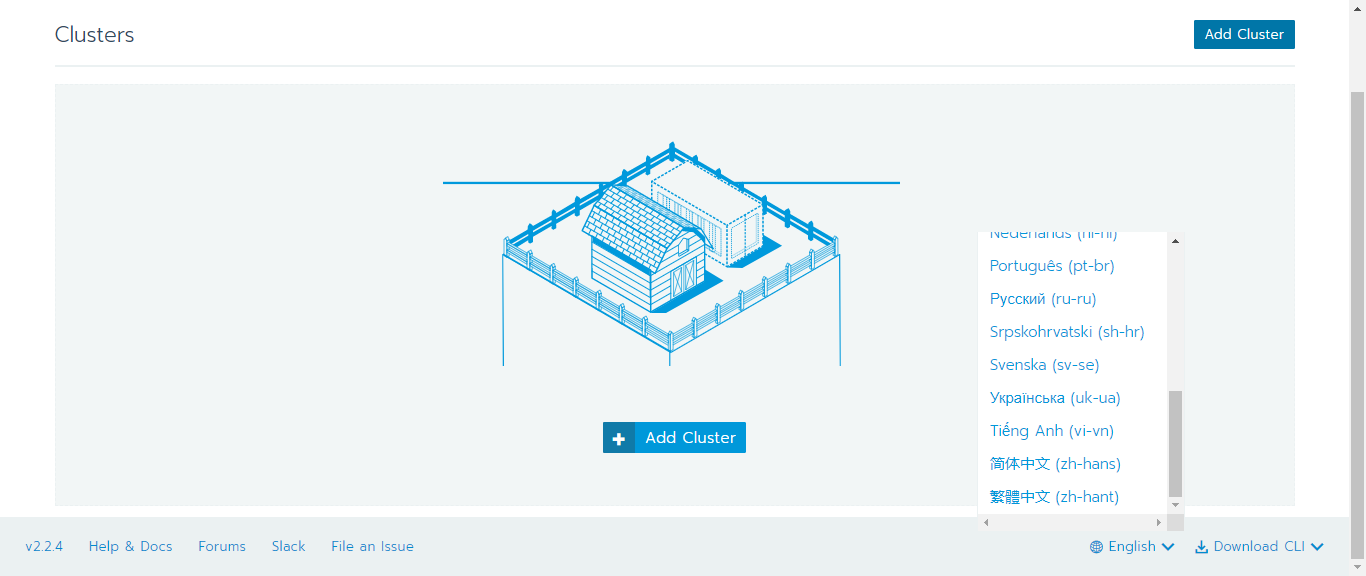 Clusters
Add Cluster
Nederlands (nl-nl)
Português (pt-br)
Русский (ru-ru)
Srpskohrvatski (sh-hr)
Svenska (sv-se)
Українська (uk-ua)
Tiếng Anh (vi-vn)
简体中文 (zh-hans)
繁體中文 (zh-hant)
Add Cluster
v2.2.4 Help & Docs Forums Slack File an Issue English Download CLI